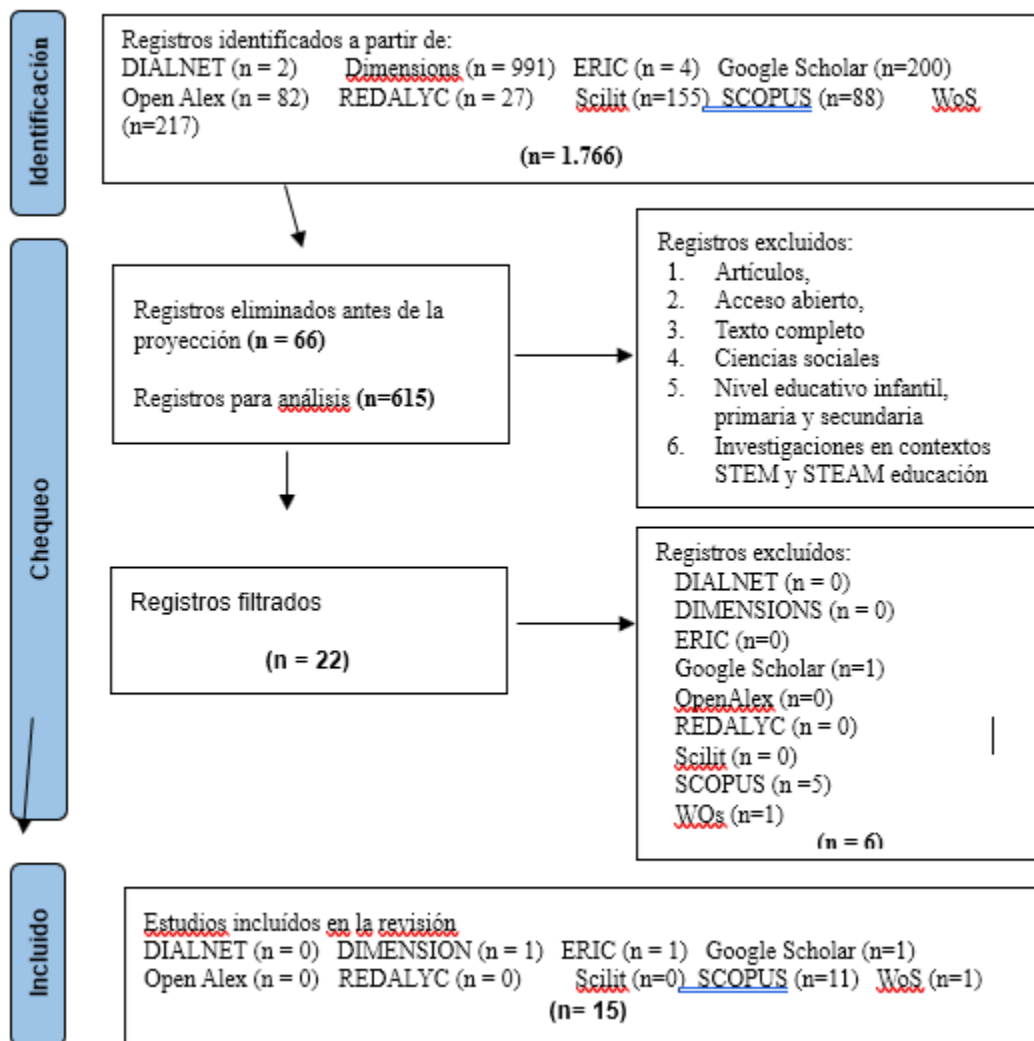 Identificación
Registros identificados a partir de:
DIALNET (n = 2) Dimensions (n = 991) ERIC (n = 4) Google Scholar (n=200)
Open Alex (n = 82) REDALYC (n = 27) Scilit (n=155) SCOPUS (n=88) WoS
(n=217)
(n= 1.766)
Chequeo
Registros eliminados antes de la
proyección (n = 66)
Registros para análisis (n=615)
Registros excluidos:
1. Artículos,
2. Acceso abierto,
3. Texto completo
4. Ciencias sociales
5. Nivel educativo infantil,
primaria y secundaria
6. Investigaciones en contextos
STEM y STEAM educación
Registros filtrados
(n = 22)
Registros excluídos:
DIALNET (n = 0)
DIMENSIONS (n = 0)
ERIC (n=0)
Google Scholar (n=1)
OpenAlex (n=0)
REDALYC (n = 0)
Scilit (n = 0)
SCOPUS (n =5)
WOs (n=1)
(n = 6)
Incluido
Estudios incluídos en la revisión
DIALNET (n = 0) DIMENSION (n = 1) ERIC (n = 1) Google Scholar (n=1)
Open Alex (n = 0) REDALYC (n = 0) Scilit (n=0) SCOPUS (n=11) WoS (n=1)
(n= 15)